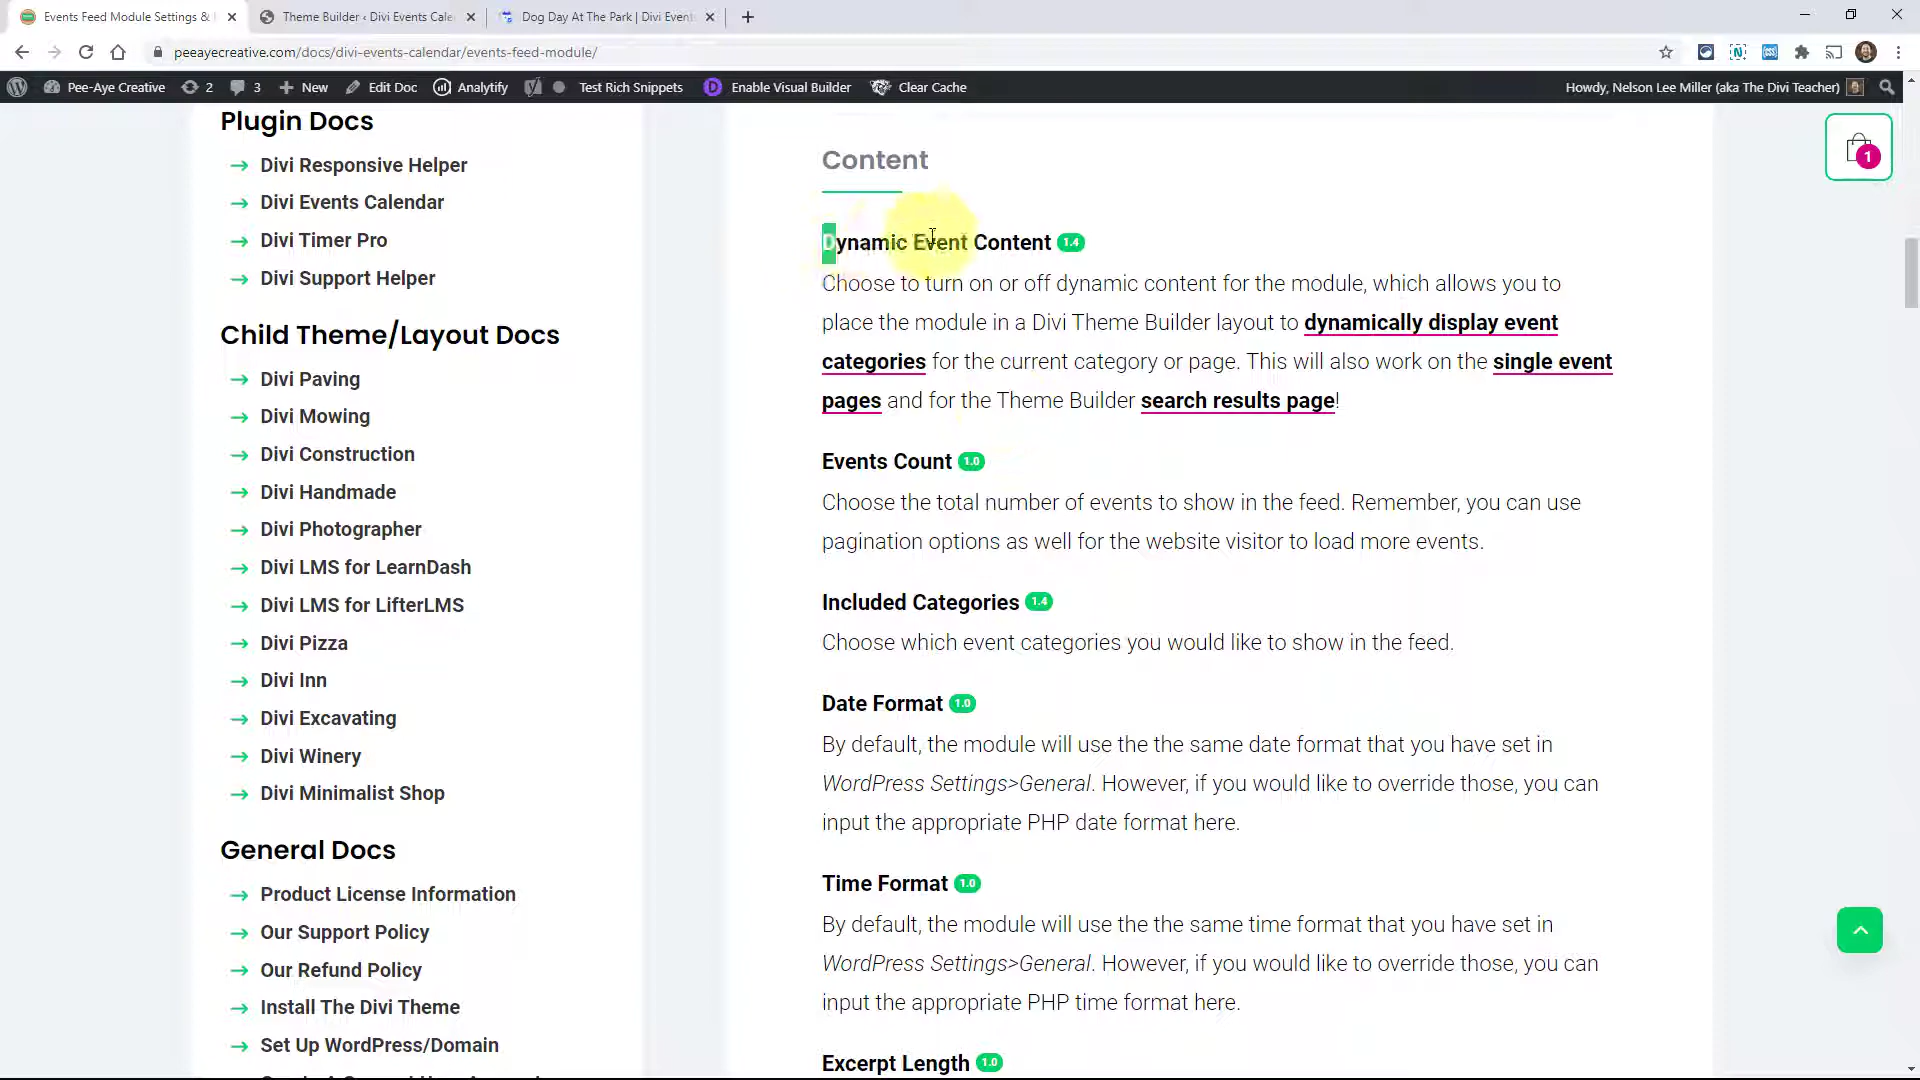 Events Feed Module Settings &
Theme Builder ‹ Divi Events Cale
Dog Day At The Park | Divi Event
peeayecreative.com/docs/divi-events-calendar/events-feed-module/
Pee-Aye Creative
2
3
New
Edit Doc
Analytify
Test Rich Snippets
Enable Visual Builder
Clear Cache
Howdy, Nelson Lee Miller (aka The Divi Teacher)
1
Plugin Docs
Divi Responsive Helper
Divi Events Calendar
Divi Timer Pro
Divi Support Helper
Child Theme/Layout Docs
Divi Paving
Divi Mowing
Divi Construction
Divi Handmade
Divi Photographer
Divi LMS for LearnDash
Divi LMS for LifterLMS
Divi Pizza
Divi Inn
Divi Excavating
Divi Winery
Divi Minimalist Shop
General Docs
Product License Information
Our Support Policy
Our Refund Policy
Install The Divi Theme
Set Up WordPress/Domain
Content
Dynamic Event Content 1.4
Choose to turn on or off dynamic content for the module, which allows you to
place the module in a Divi Theme Builder layout to dynamically display event
categories for the current category or page. This will also work on the single event
pages and for the Theme Builder search results page!
Events Count 1.0
Choose the total number of events to show in the feed. Remember, you can use
pagination options as well for the website visitor to load more events.
Included Categories 1.4
Choose which event categories you would like to show in the feed.
Date Format 1.0
By default, the module will use the the same date format that you have set in
WordPress Settings>General. However, if you would like to override those, you can
input the appropriate PHP date format here.
Time Format 1.0
By default, the module will use the the same time format that you have set in
WordPress Settings>General. However, if you would like to override those, you can
input the appropriate PHP time format here.
Excerpt Length 1.0